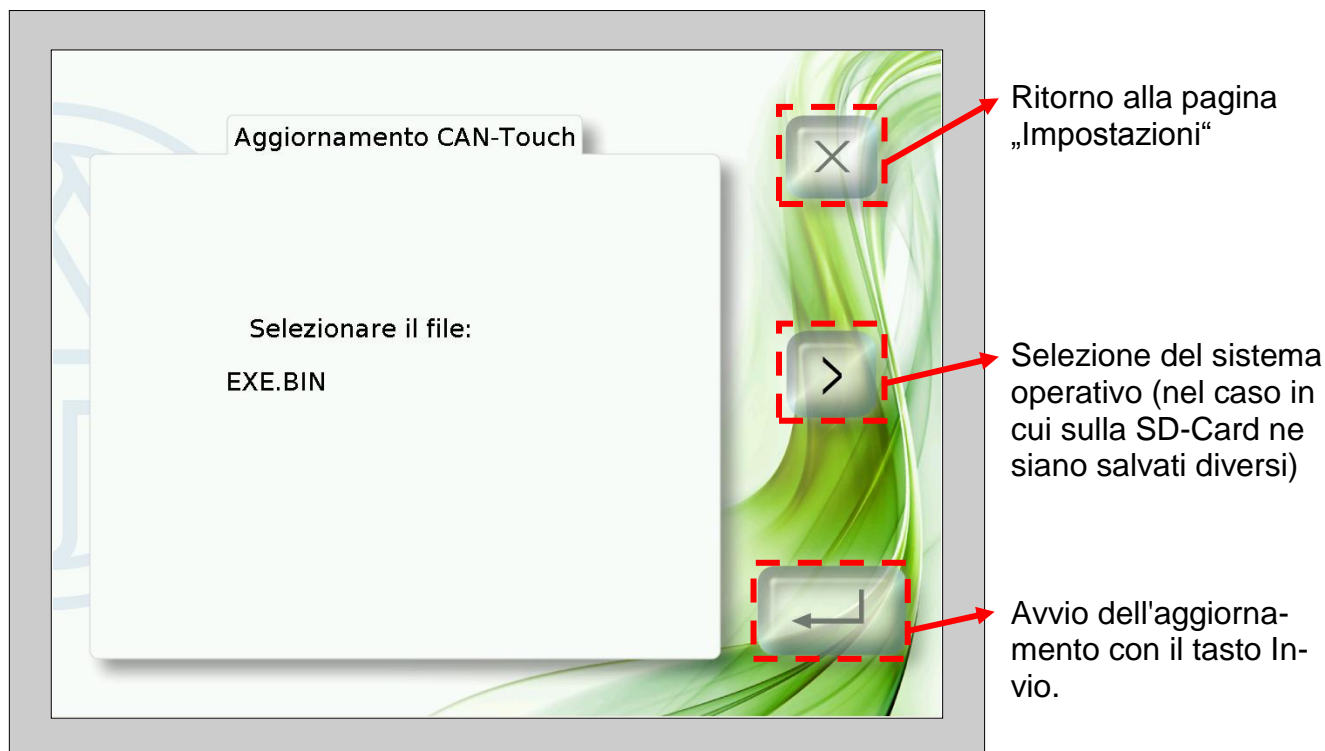 Aggiornamento CAN-Touch
Selezionare il file:
EXE.BIN
X
>
Ritorno alla pagina
„Impostazioni“
Selezione del sistema
operativo (nel caso in
cui sulla SD-Card ne
siano salvati diversi)
Avvio dell'aggiorna-
mento con il tasto In-
vio.